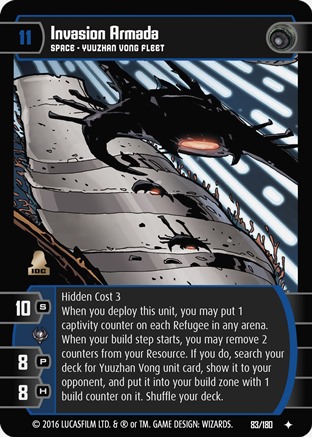 11
Invasion Armada
SPACE • YUUZHAN VONG FLEET
IDC
10 S
8 P
8 H
Hidden Cost 3
When you deploy this unit, you may put 1
captivity counter on each Refugee in any arena.
When your build step starts, you may remove 2
counters from your Resource. If you do, search your
deck for Yuuzhan Vong unit card, show it to your
opponent, and put it into your build zone with 1
build counter on it. Shuffle your deck.
© 2016 LUCASFILM LTD. & ® or TM. GAME DESIGN: WIZARDS. 83/180